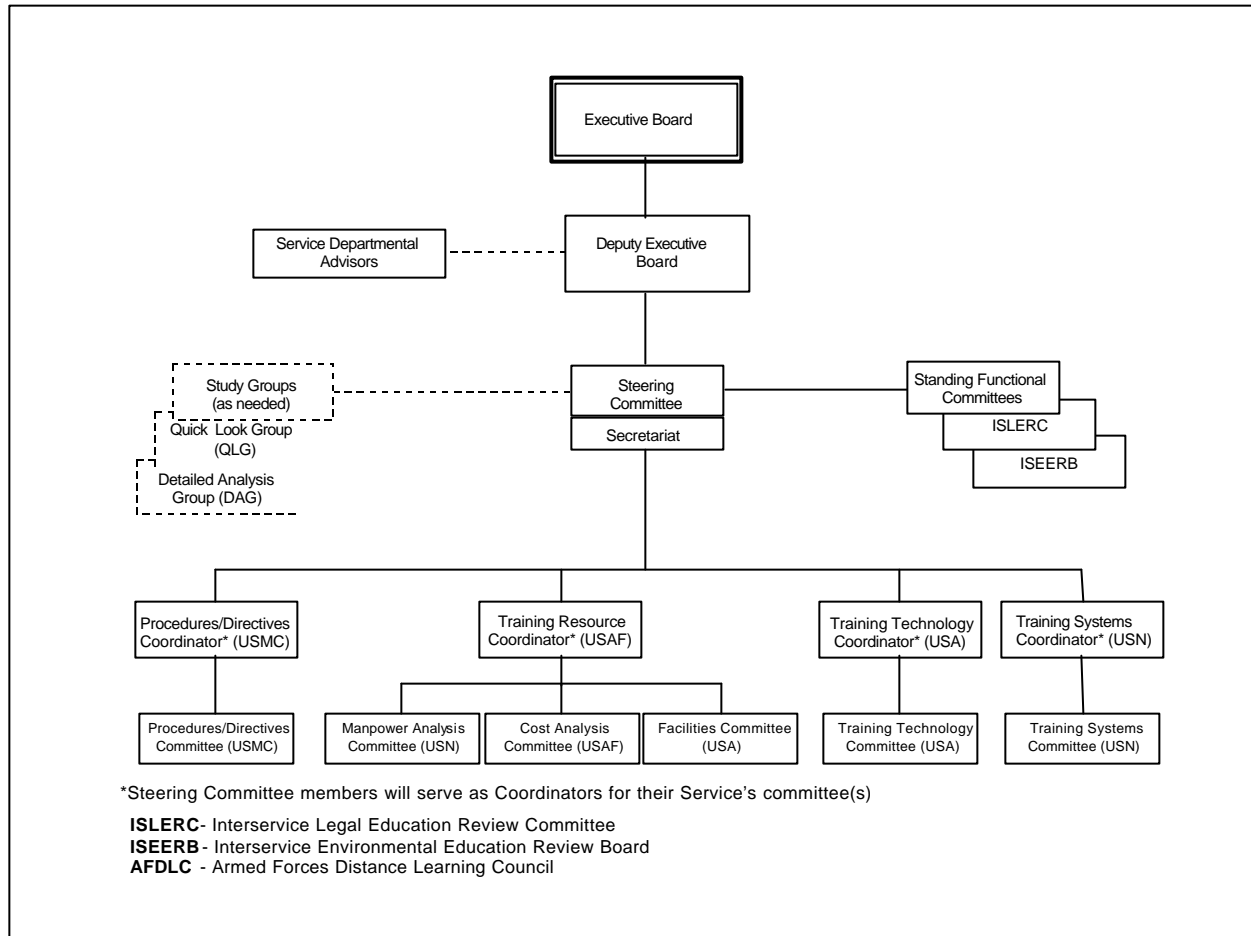 Executive Board
Service Departmental
Advisors
Deputy Executive
Board
Study Groups
(as needed)
Quick Look Group
(QLG)
Detailed Analysis
Group (DAG)
Steering
Committee
Secretariat
Standing Functional
Committees
ISLERC
ISEERB
Procedures/Directives
Coordinator* (USMC)
Training Resource
Coordinator* (USAF)
Training Technology
Coordinator* (USA)
Training Systems
Coordinator* (USN)
Procedures/Directives
Committee (USMC)
Manpower Analysis
Committee (USN)
Cost Analysis
Committee (USAF)
Facilities Committee
(USA)
Training Technology
Committee (USA)
Training Systems
Committee (USN)
*Steering Committee members will serve as Coordinators for their Service's committee(s)
ISLERC- Interservice Legal Education Review Committee
ISEERB- Interservice Environmental Education Review Board
AFDLC - Armed Forces Distance Learning Council